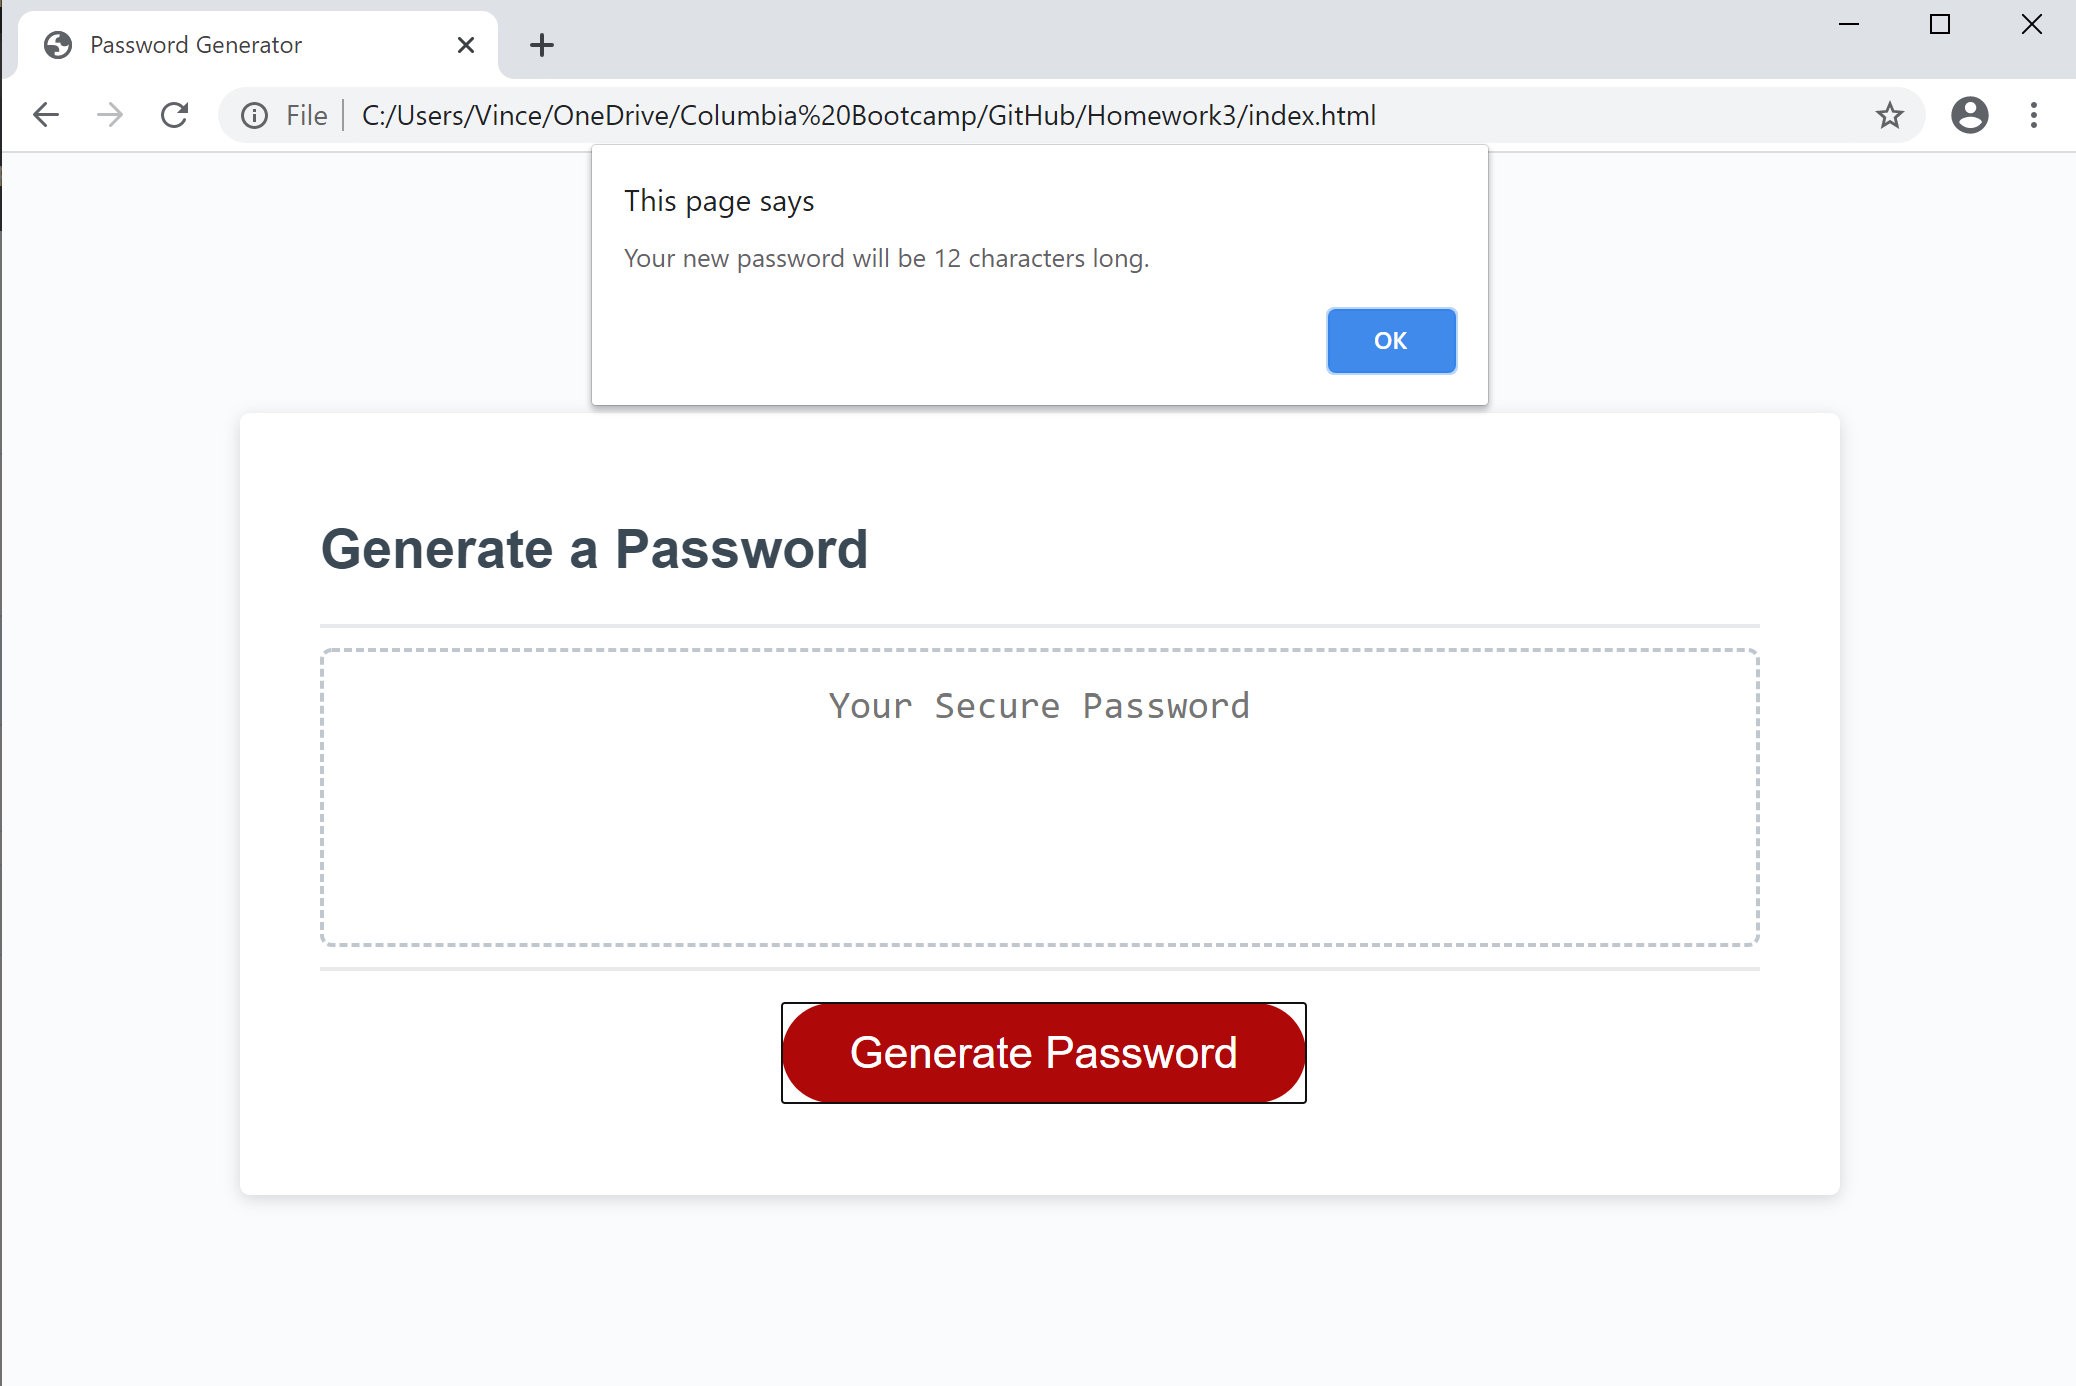 Password Generator
File C:/Users/Vince/OneDrive/Columbia%20Bootcamp/GitHub/Homework3/index.html
This page says
Your new password will be 12 characters long.
OK
Generate a Password
Your Secure Password
Generate Password